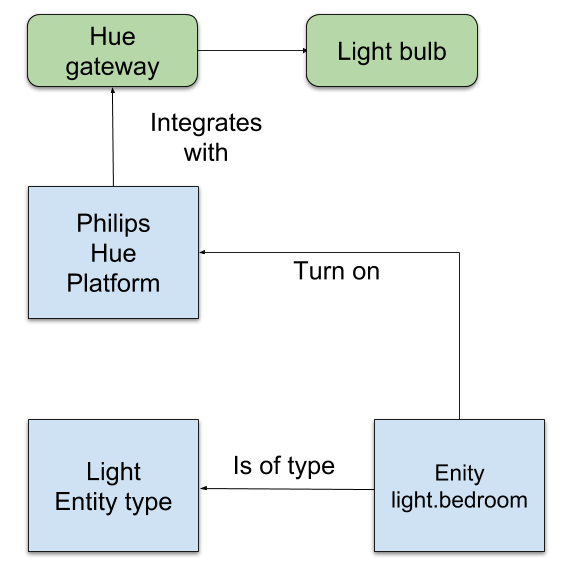 Hue
gateway
Light bulb
Integrates
with
Philips
Hue
Platform
Turn on
Light
Entity type
Is of type
Enity
light.bedroom